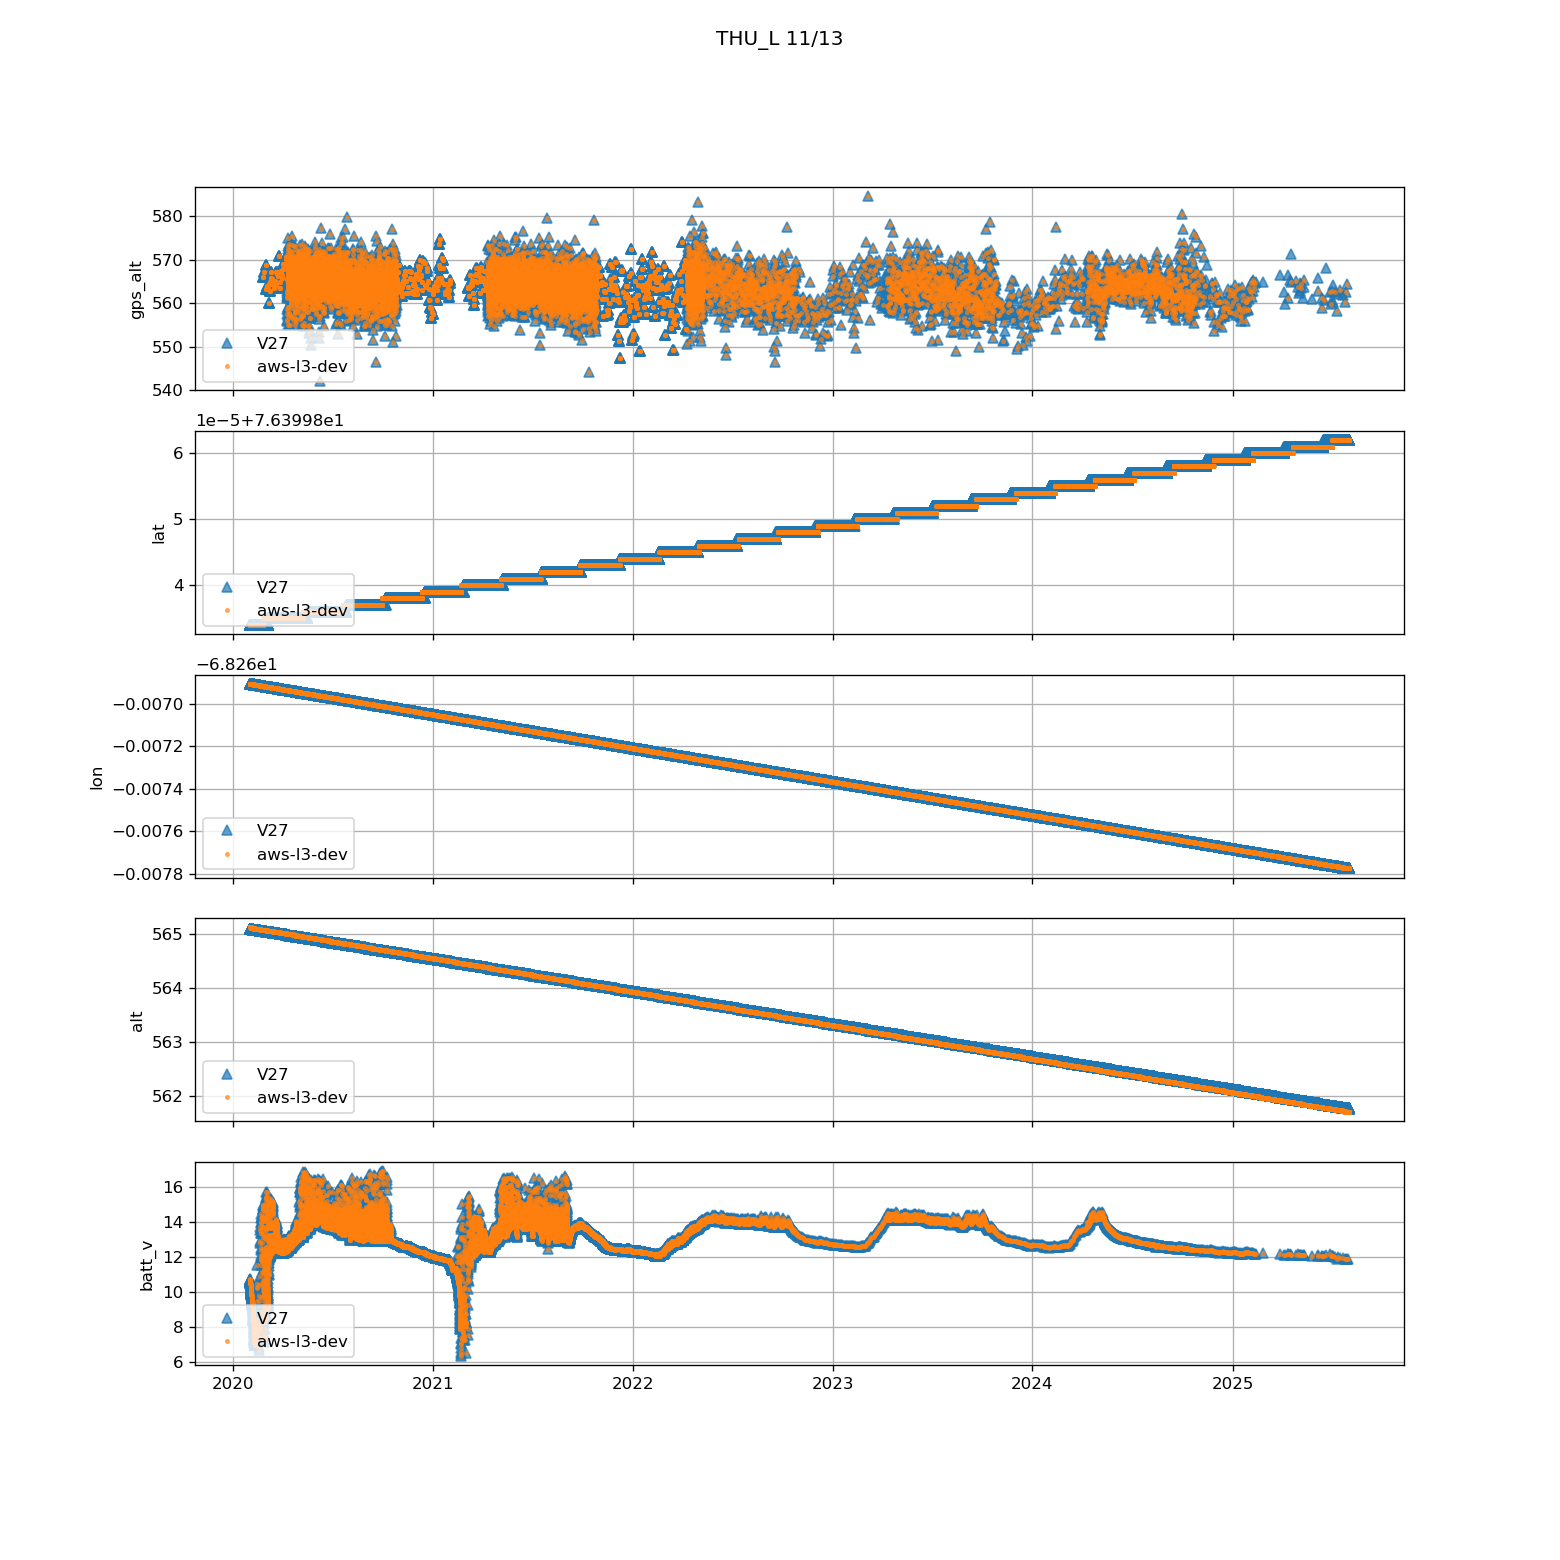 THU_L 11/13
580
570
560
550
540
gps_alt
V27
aws-l3-dev
1e−5+7.63998e1
6
5
4
lat
V27
aws-l3-dev
−6.826e1
−0.0070
−0.0072
−0.0074
−0.0076
−0.0078
lon
V27
aws-l3-dev
565
564
563
562
alt
V27
aws-l3-dev
16
14
12
10
8
6
batt_v
V27
aws-l3-dev
2020 2021 2022 2023 2024 2025